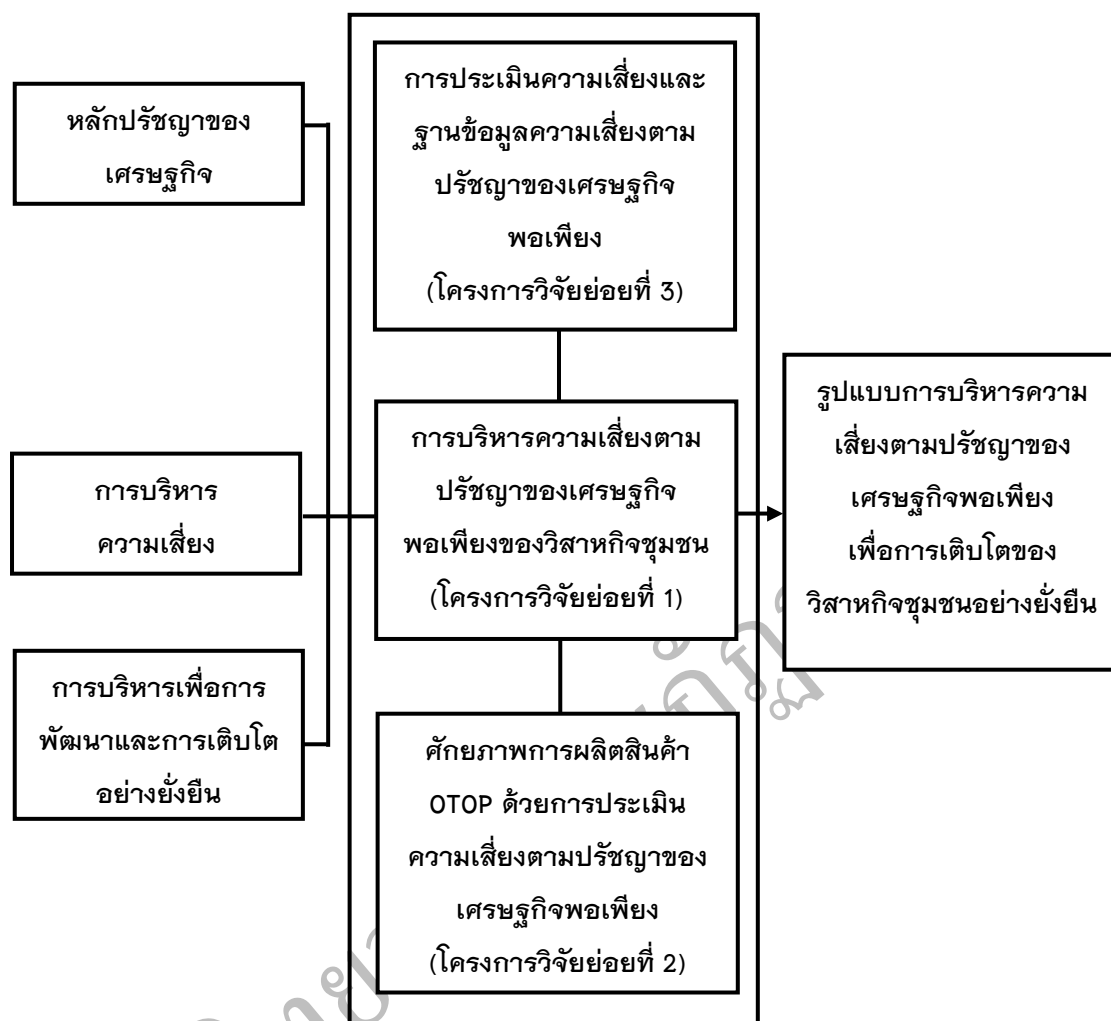 หลักปรัชญาของ
เศรษฐกิจ
การบริหาร
ความเสี่ยง
การบริหารเพื่อการ
พัฒนาและการเติบโต
อย่างยั่งยืน
การประเมินความเสี่ยงและ
ฐานข้อมูลความเสี่ยงตาม
ปรัชญาของเศรษฐกิจ
พอเพียง
(โครงการวิจัยย่อยที่ 3)
การบริหารความเสี่ยงตาม
ปรัชญาของเศรษฐกิจ
พอเพียงของวิสาหกิจชุมชน
(โครงการวิจัยย่อยที่ 1)
ศักยภาพการผลิตสินค้า
OTOP ด้วยการประเมิน
ความเสี่ยงตามปรัชญาของ
เศรษฐกิจพอเพียง
(โครงการวิจัยย่อยที่ 2)
รูปแบบการบริหารความ
เสี่ยงตามปรัชญาของ
เศรษฐกิจพอเพียง
เพื่อการเติบโตของ
วิสาหกิจชุมชนอย่างยั่งยืน